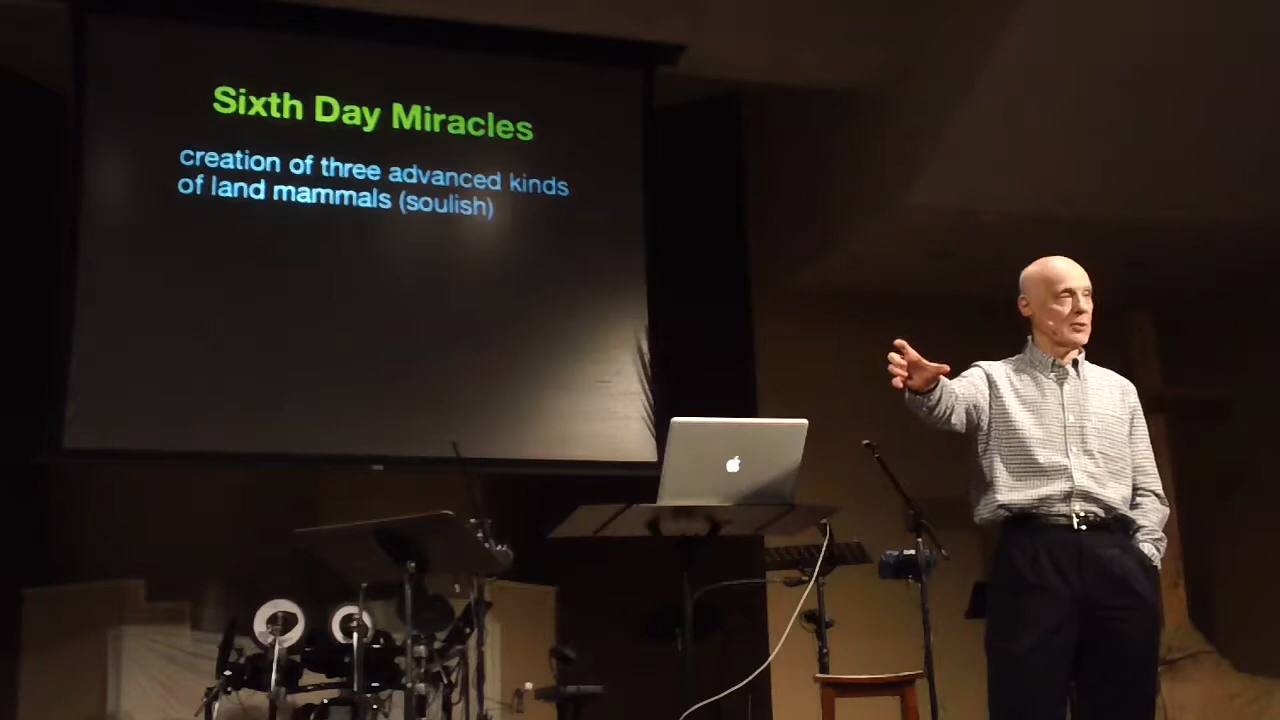 Sixth Day Miracles
creation of three advanced kinds
of land mammals (soulish)